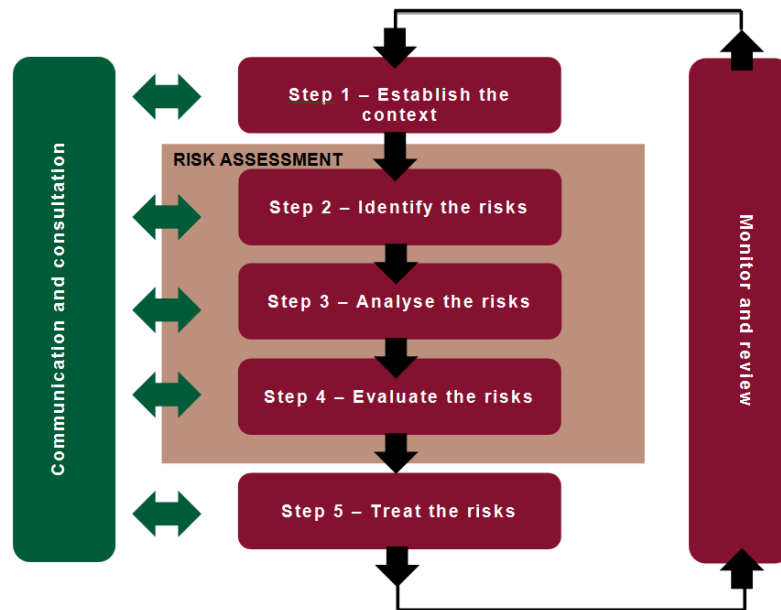 Step 1 – Establish the
context
RISK ASSESSMENT
Step 2 – Identify the risks
Step 3 – Analyse the risks
Step 4 – Evaluate the risks
Step 5 – Treat the risks
Communication and consultation
Monitor and review